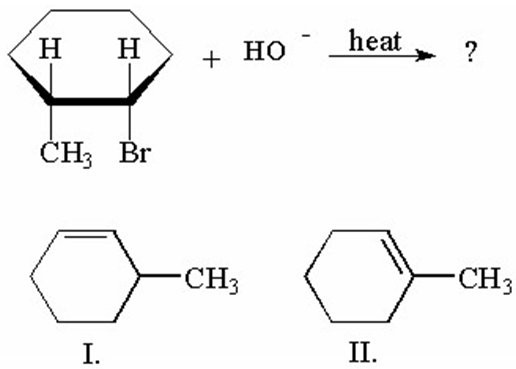 H H
+ HO⁻ heat ?
CH₃ Br
CH₃ CH₃
I. II.